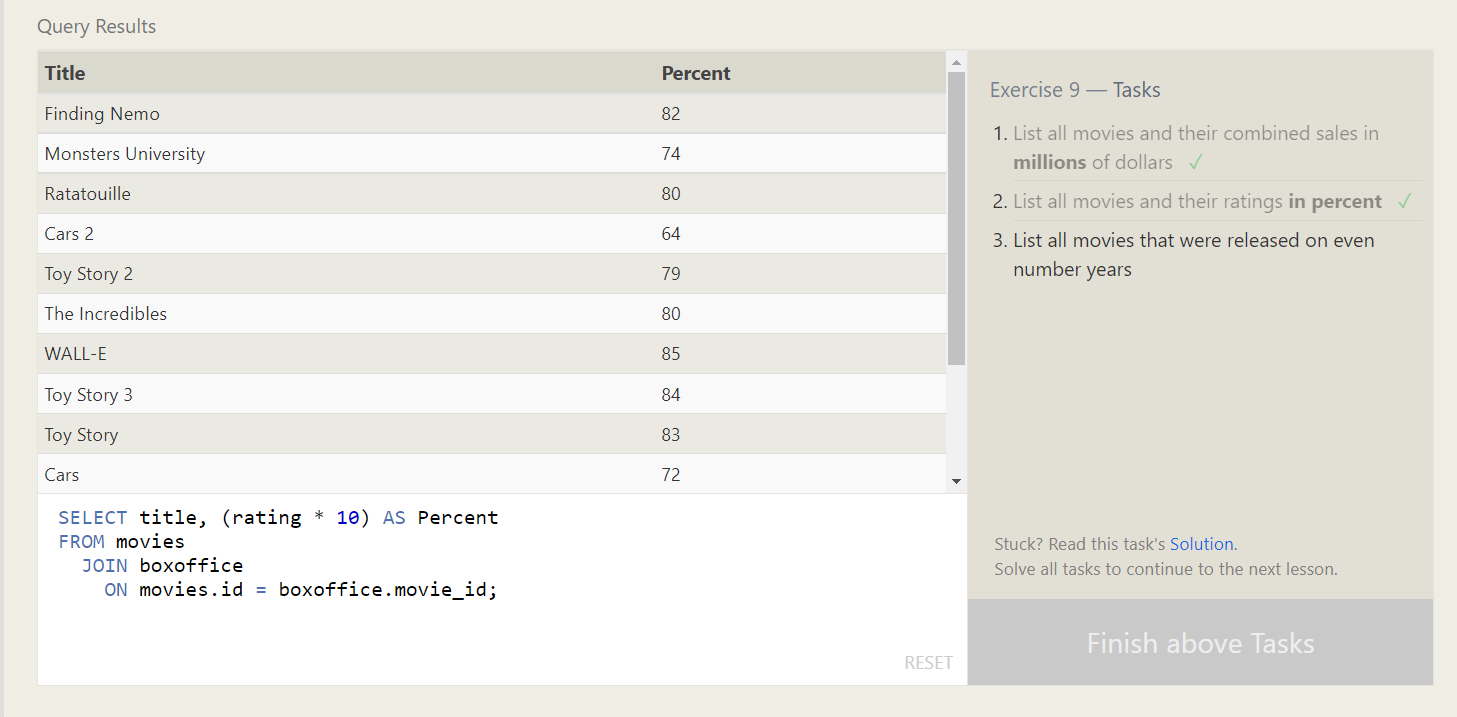 Query Results
Title Percent
Finding Nemo 82
Monsters University 74
Ratatouille 80
Cars 2 64
Toy Story 2 79
The Incredibles 80
WALL-E 85
Toy Story 3 84
Toy Story 83
Cars 72
SELECT title, (rating * 10) AS Percent
FROM movies
JOIN boxoffice
ON movies.id = boxoffice.movie_id;
RESET
Exercise 9 — Tasks
1. List all movies and their combined sales in
millions of dollars ✓
2. List all movies and their ratings in percent ✓
3. List all movies that were released on even
number years
Stuck? Read this task's Solution.
Solve all tasks to continue to the next lesson.
Finish above Tasks